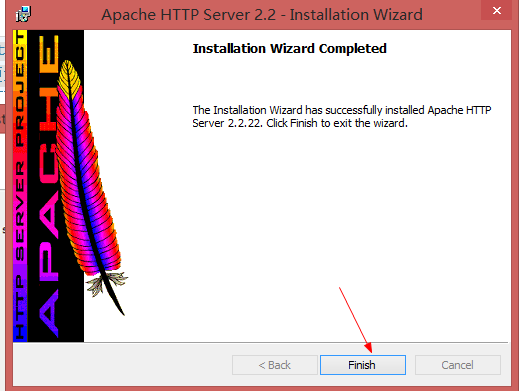 Apache HTTP Server 2.2 - Installation Wizard
Installation Wizard Completed
The Installation Wizard has successfully installed Apache HTTP
Server 2.2.22. Click Finish to exit the wizard.
HTTP SERVER PROJECT
APACHE
< Back
Finish
Cancel